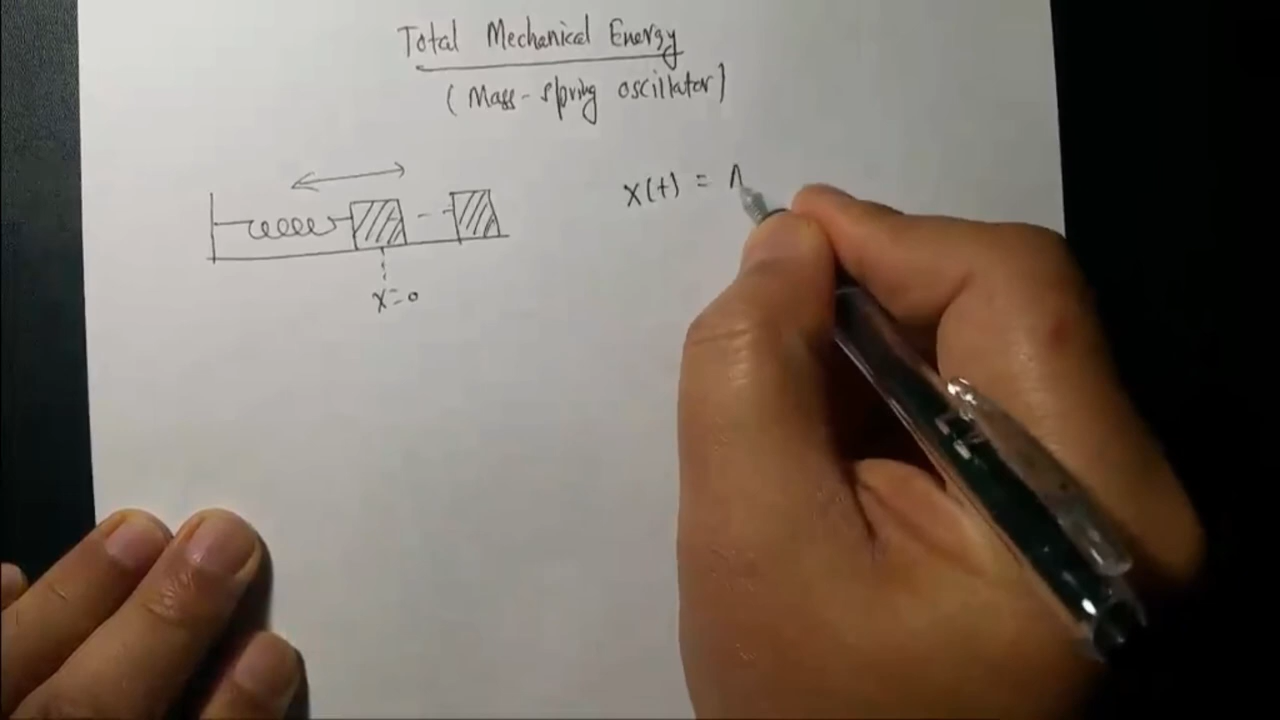 Total Mechanical Energy
(Mass-spring oscillator)
x(t) =
x=0